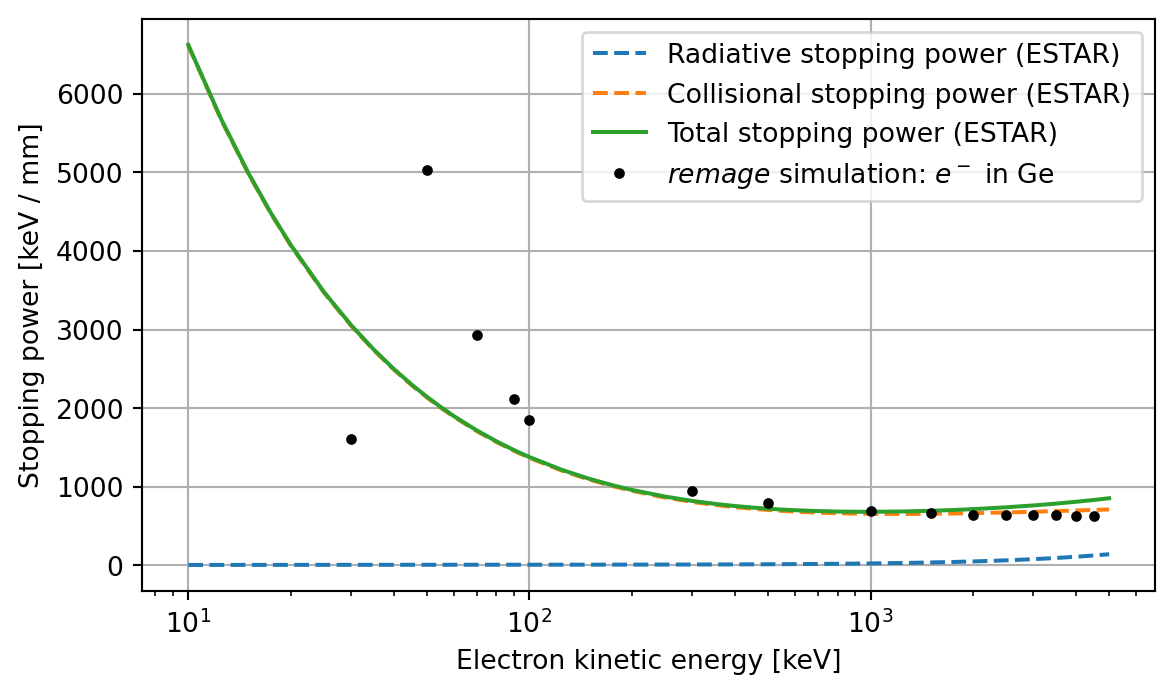 Radiative stopping power (ESTAR)
Collisional stopping power (ESTAR)
Total stopping power (ESTAR)
remage simulation: e⁻ in Ge
Stopping power [keV / mm]
6000
5000
4000
3000
2000
1000
0
10¹ 10² 10³
Electron kinetic energy [keV]